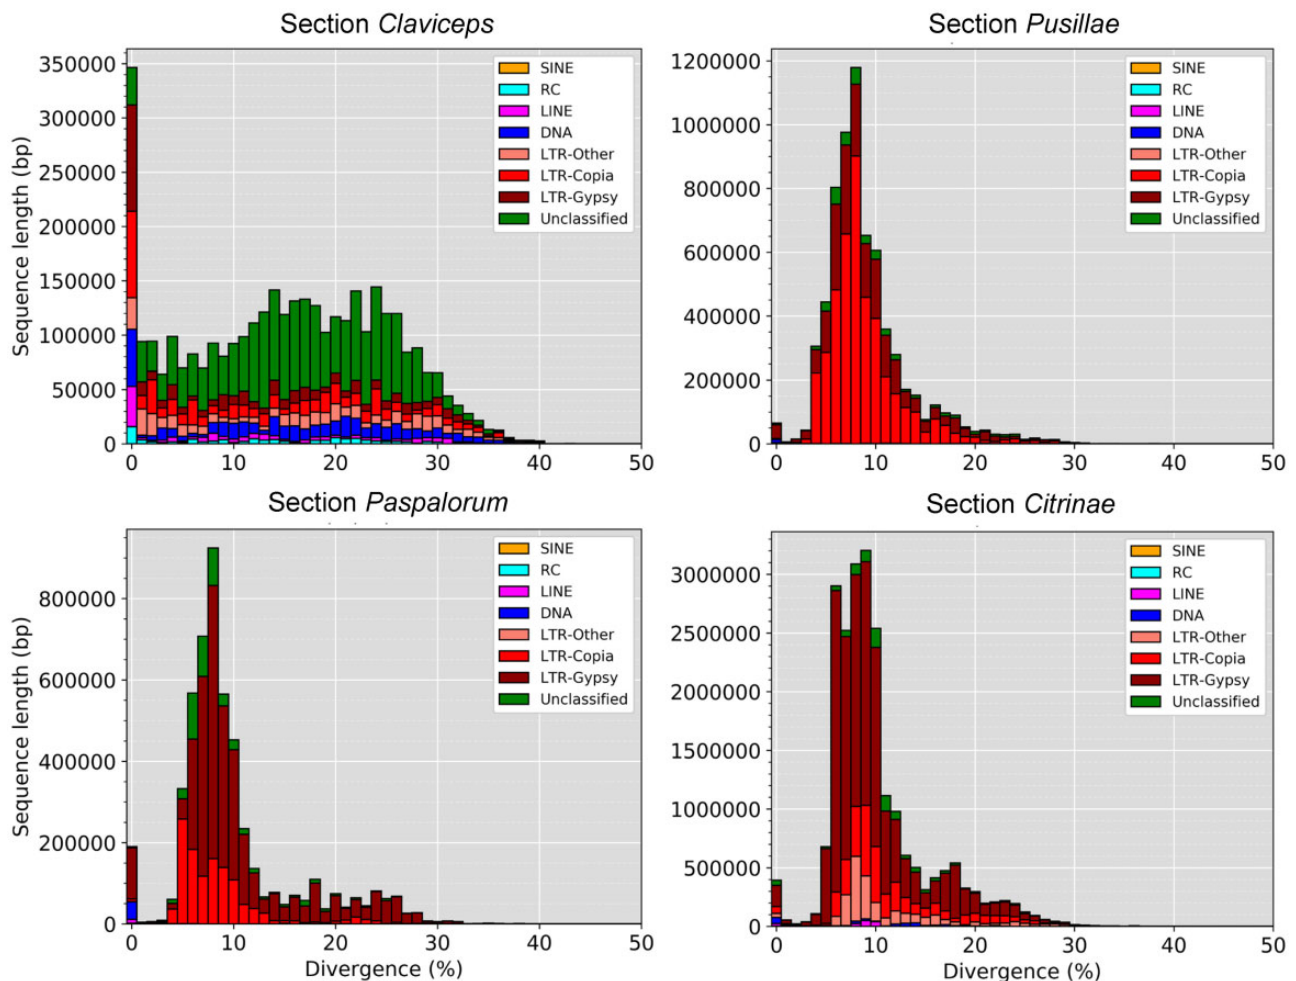 Section Claviceps
Sequence length (bp)
350000
300000
250000
200000
150000
100000
50000
0
0 10 20 30 40 50
SINE
RC
LINE
DNA
LTR-Other
LTR-Copia
LTR-Gypsy
Unclassified
Section Pusillae
1200000
1000000
800000
600000
400000
200000
0
0 10 20 30 40 50
SINE
RC
LINE
DNA
LTR-Other
LTR-Copia
LTR-Gypsy
Unclassified
Section Paspalorum
Sequence length (bp)
800000
600000
400000
200000
0
0 10 20 30 40 50
Divergence (%)
SINE
RC
LINE
DNA
LTR-Other
LTR-Copia
LTR-Gypsy
Unclassified
Section Citrinae
3000000
2500000
2000000
1500000
1000000
500000
0
0 10 20 30 40 50
Divergence (%)
SINE
RC
LINE
DNA
LTR-Other
LTR-Copia
LTR-Gypsy
Unclassified